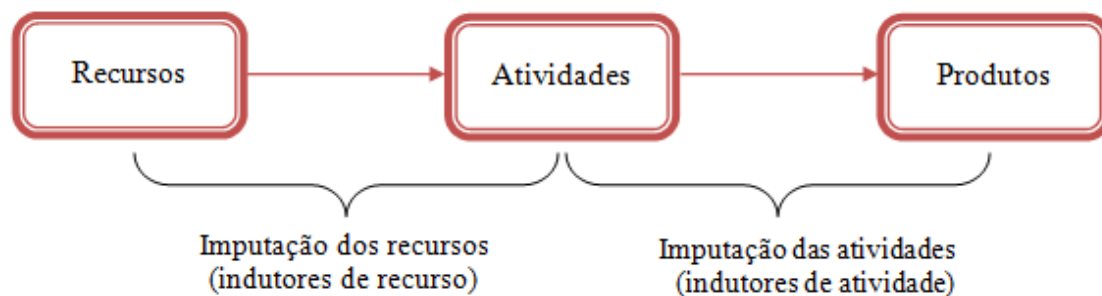 Recursos
Atividades
Produtos
Imputação dos recursos
(indutores de recurso)
Imputação das atividades
(indutores de atividade)